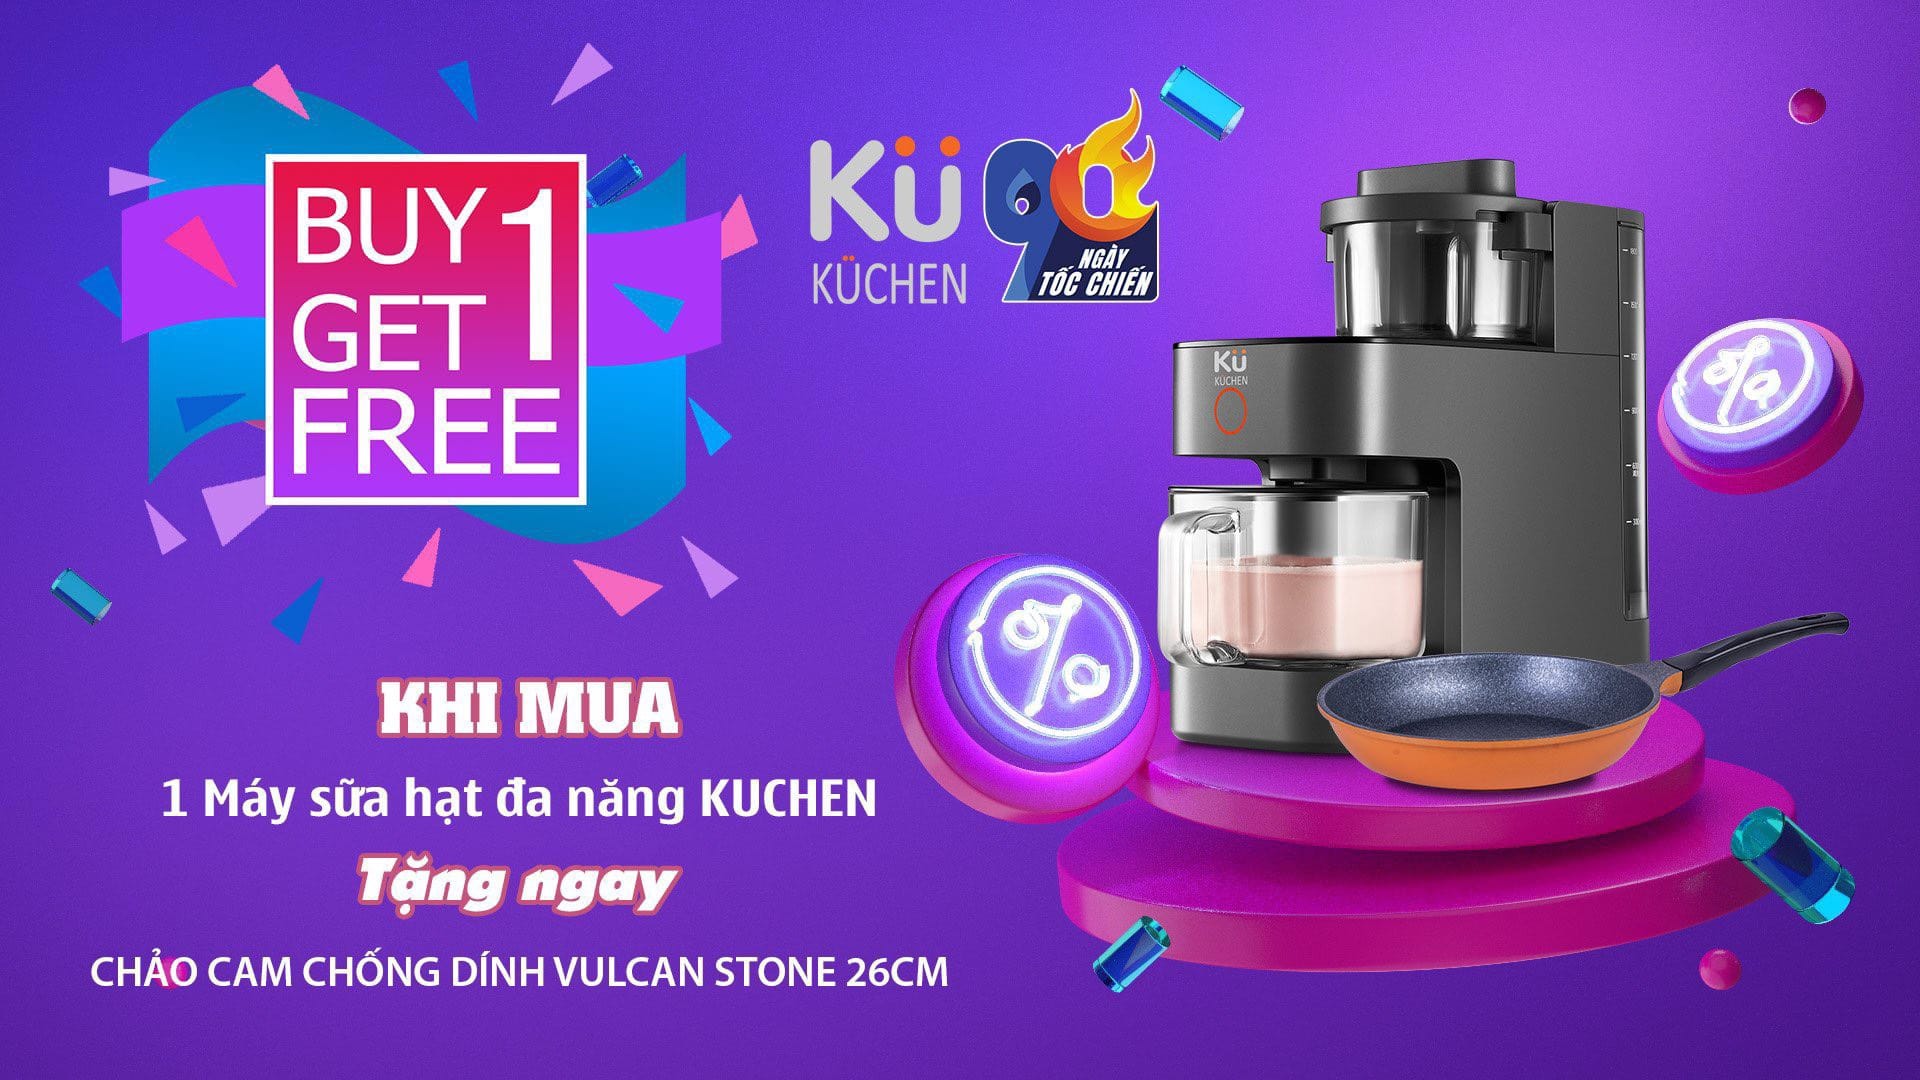 BUY 1
GET
FREE
Kü
KÜCHEN
90
NGÀY
TỐC CHIẾN
Kü
KÜCHEN
KHI MUA
1 Máy sữa hạt đa năng KUCHEN
Tặng ngay
CHẢO CAM CHỐNG DÍNH VULCAN STONE 26CM
%
%